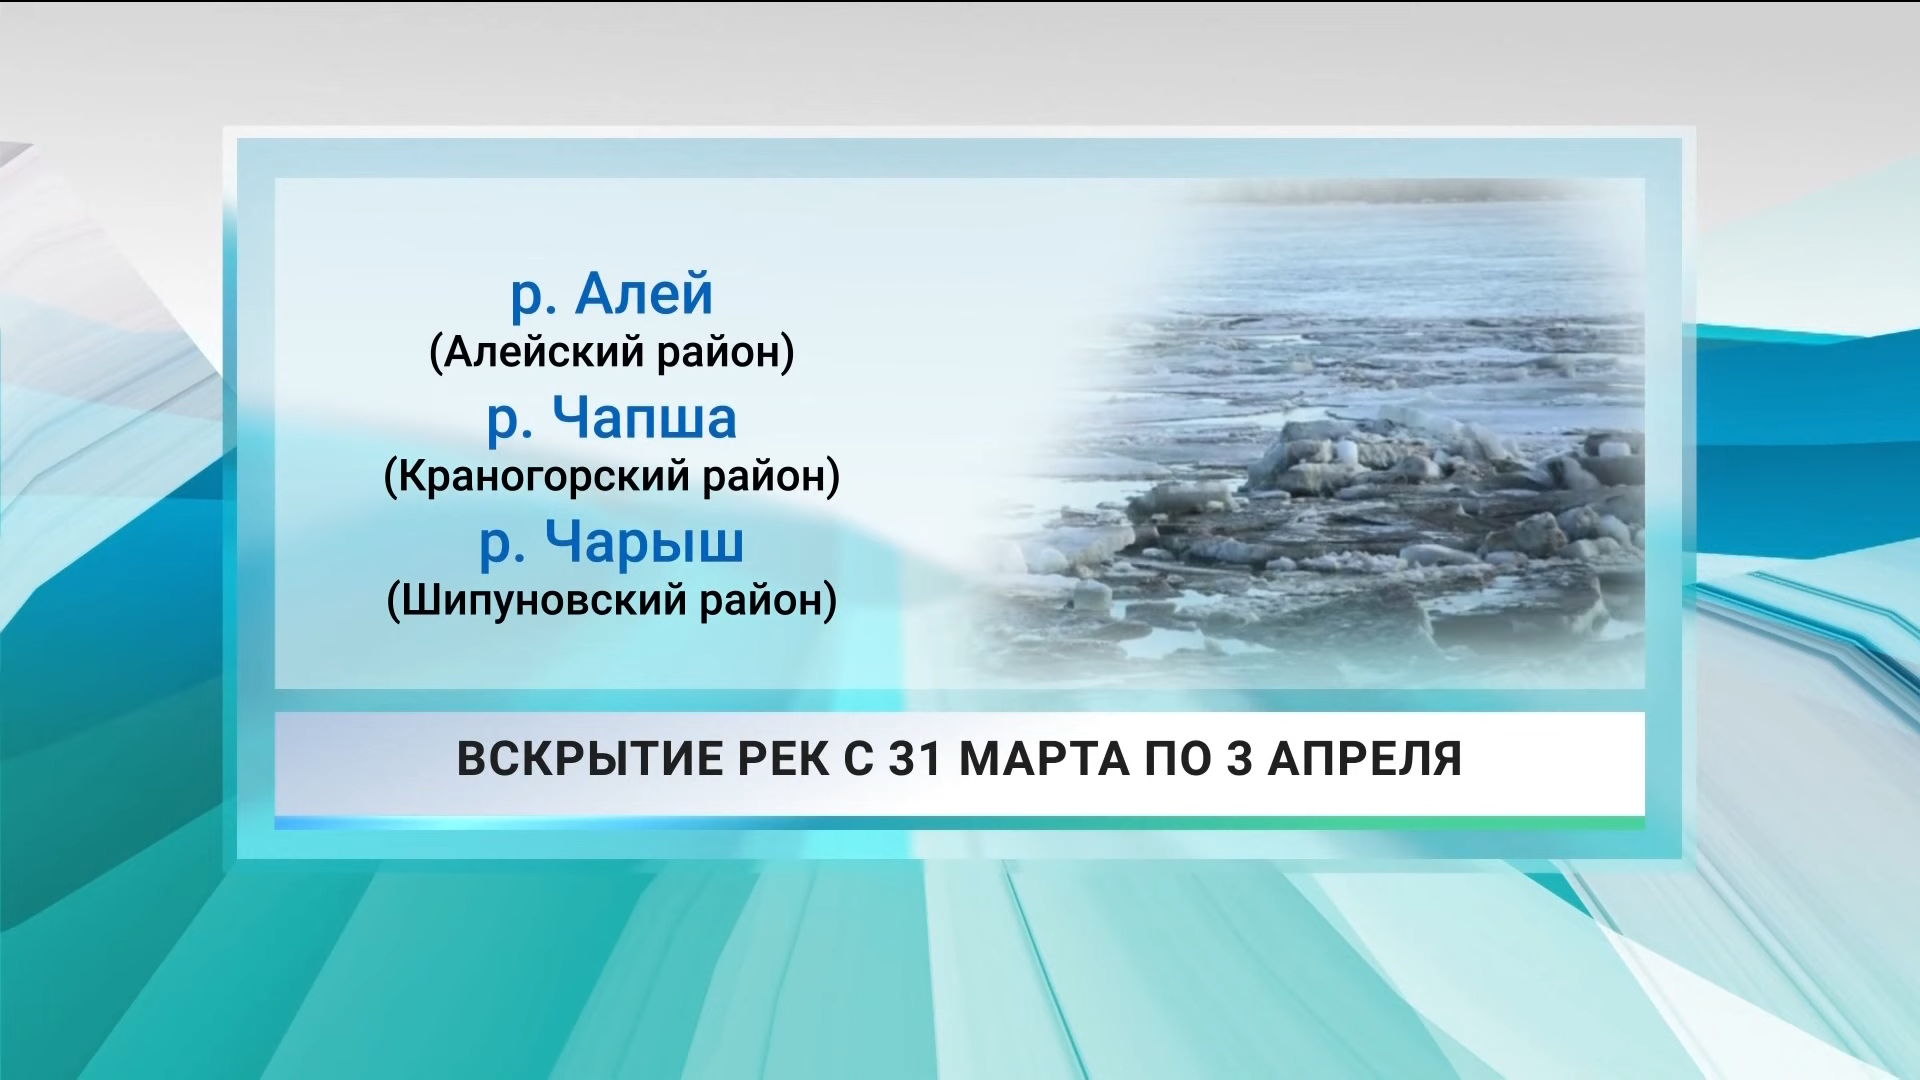 р. Алей
(Алейский район)
р. Чапша
(Краногорский район)
р. Чарыш
(Шипуновский район)
ВСКРЫТИЕ РЕК С 31 МАРТА ПО 3 АПРЕЛЯ